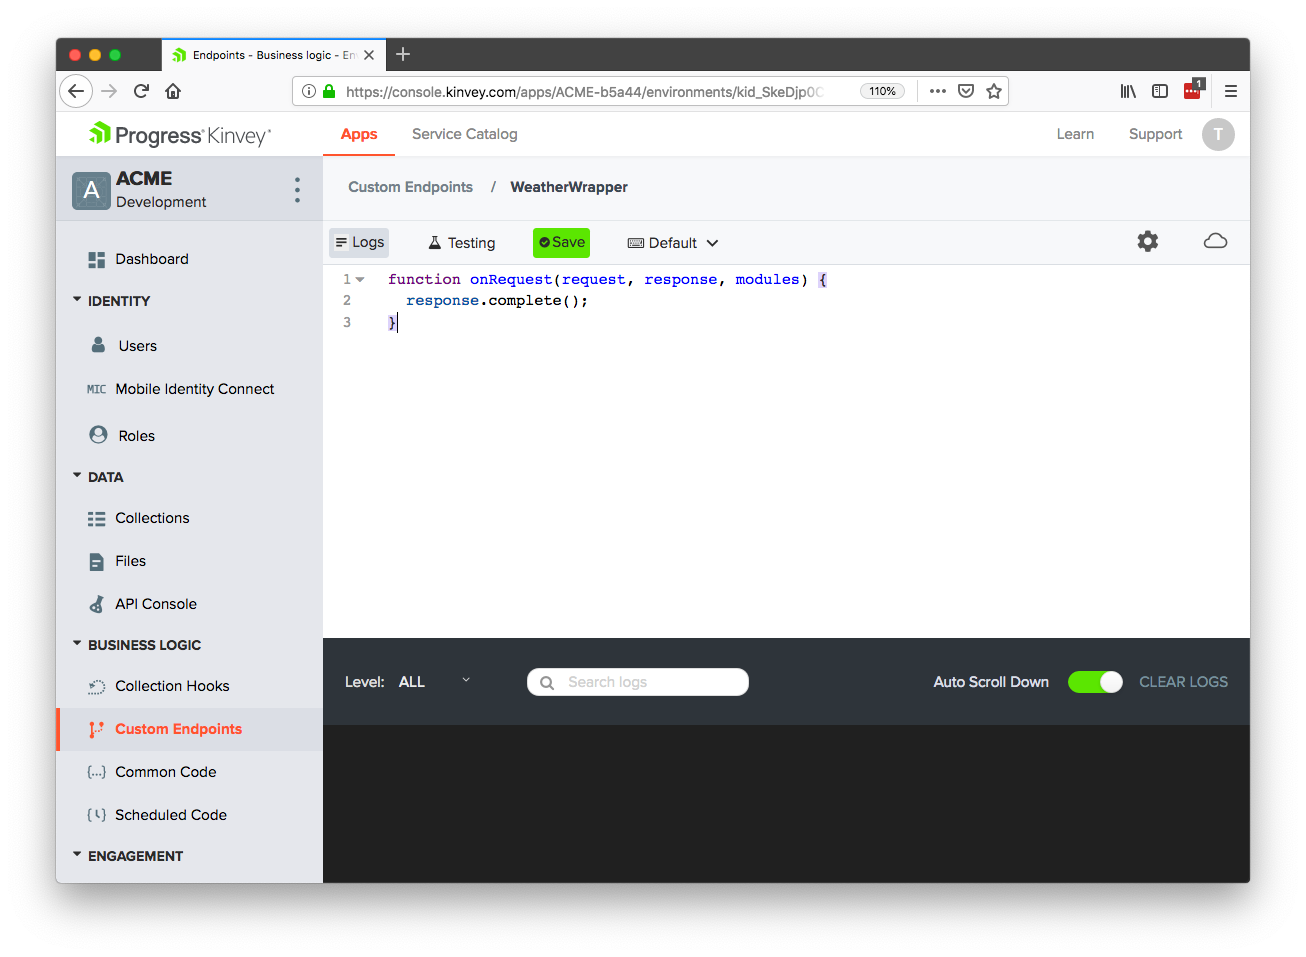 Endpoints - Business logic - En
https://console.kinvey.com/apps/ACME-b5a44/environments/kid_SkeDjp0C
110%
1
Progress Kinvey
Apps
Service Catalog
Learn
Support
T
A
ACME
Development
Custom Endpoints / WeatherWrapper
Logs
Testing
Save
Default
Dashboard
IDENTITY
Users
MIC Mobile Identity Connect
Roles
DATA
Collections
Files
API Console
BUSINESS LOGIC
Collection Hooks
Custom Endpoints
Common Code
Scheduled Code
ENGAGEMENT
1 function onRequest(request, response, modules) {
2 response.complete();
3 }
Level: ALL
Search logs
Auto Scroll Down
CLEAR LOGS